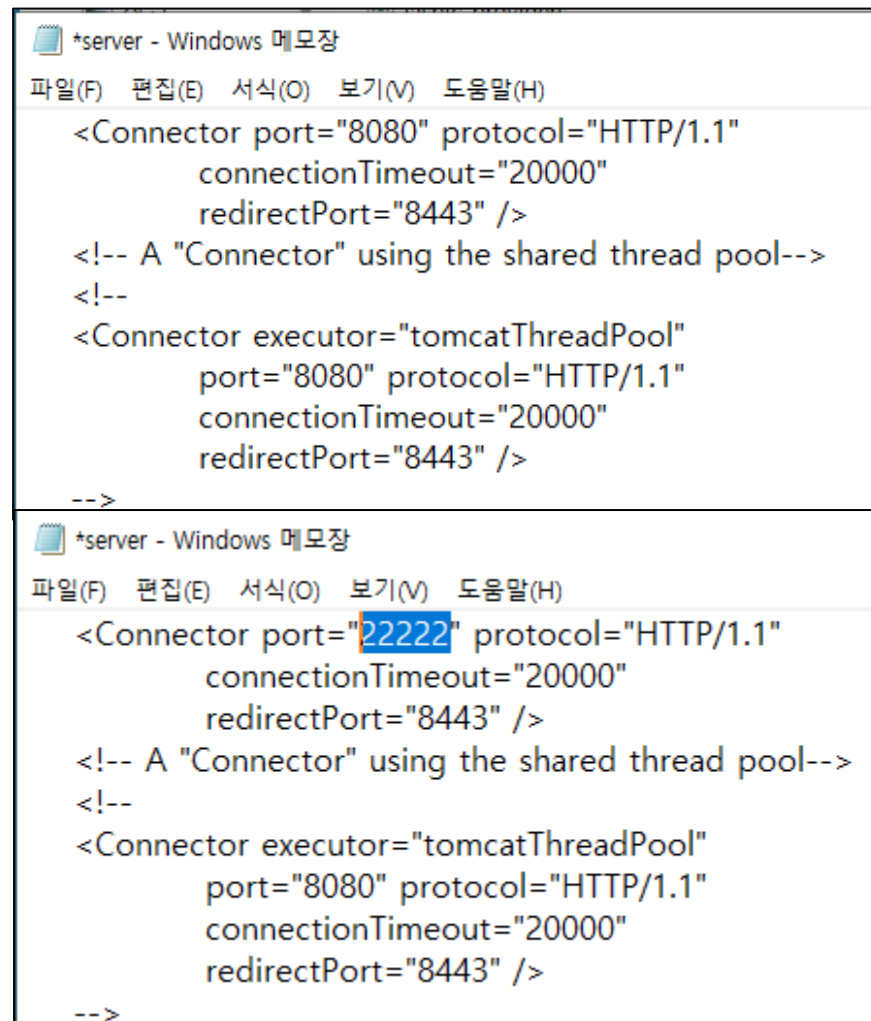 *server - Windows 메모장
파일(F) 편집(E) 서식(O) 보기(V) 도움말(H)
<Connector port="8080" protocol="HTTP/1.1"
connectionTimeout="20000"
redirectPort="8443" />
<!-- A "Connector" using the shared thread pool-->
<!--
<Connector executor="tomcatThreadPool"
port="8080" protocol="HTTP/1.1"
connectionTimeout="20000"
redirectPort="8443" />
-->
*server - Windows 메모장
파일(F) 편집(E) 서식(O) 보기(V) 도움말(H)
<Connector port="22222" protocol="HTTP/1.1"
connectionTimeout="20000"
redirectPort="8443" />
<!-- A "Connector" using the shared thread pool-->
<!--
<Connector executor="tomcatThreadPool"
port="8080" protocol="HTTP/1.1"
connectionTimeout="20000"
redirectPort="8443" />
-->